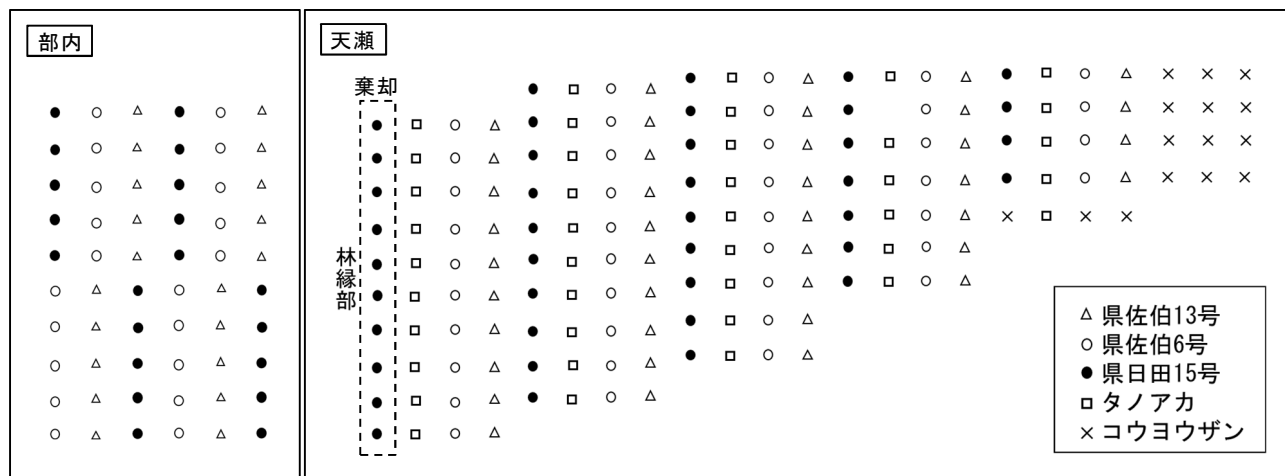 部内
天瀬
棄却
林縁部
△ 県佐伯13号
○ 県佐伯6号
● 県日田15号
□ タノアカ
× コウヨウザン